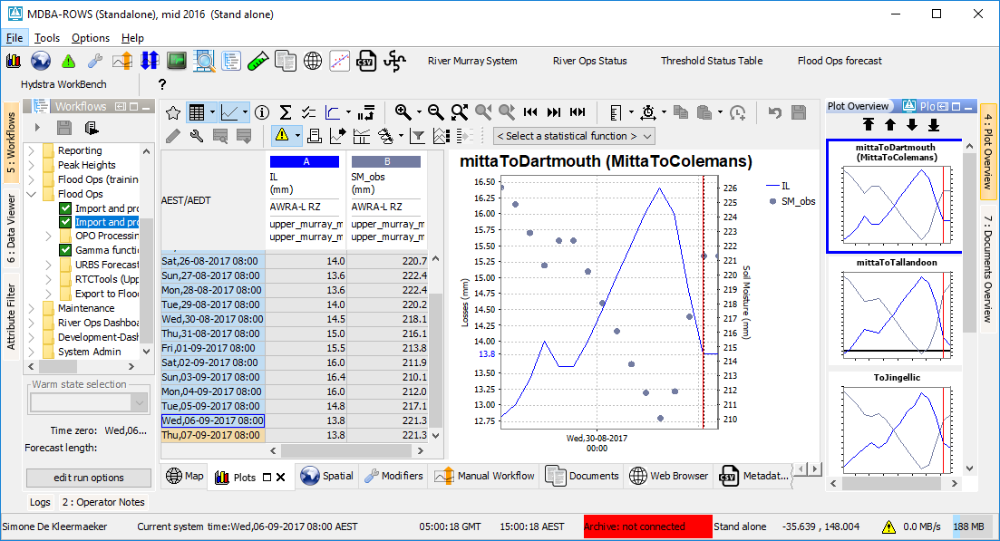 MDBA-ROWS (Standalone), mid 2016 (Stand alone)
File Tools Options Help
River Murray System River Ops Status Threshold Status Table Flood Ops forecast
Hydstra WorkBench ?
5 : Workflows
6 : Data Viewer
Attribute Filter
Workflows
Reporting
Peak Heights
Flood Ops (trainin
Flood Ops
Import and pro
Import and pro
OPO Processin
Gamma functi
URBS Forecast
RTCTools (Upp
Export to Floo
Maintenance
River Ops Dashboa
Development-Dash
System Admin
Warm state selection
Time zero: Wed,06...
Forecast length:
edit run options
Logs 2 : Operator Notes
< Select a statistical function >
AEST/AEDT
A B
IL SM_obs
(mm) (mm)
AWRA-L RZ AWRA-L RZ
upper_murray_m upper_murray_m
upper_murray_m upper_murray_m
Sat,26-08-2017 08:00 14.0 220.7
Sun,27-08-2017 08:00 13.6 222.4
Mon,28-08-2017 08:00 13.6 222.4
Tue,29-08-2017 08:00 14.0 220.2
Wed,30-08-2017 08:00 14.5 218.1
Thu,31-08-2017 08:00 15.0 216.1
Fri,01-09-2017 08:00 15.5 213.8
Sat,02-09-2017 08:00 16.0 211.9
Sun,03-09-2017 08:00 16.4 210.1
Mon,04-09-2017 08:00 16.0 212.0
Tue,05-09-2017 08:00 14.8 217.1
Wed,06-09-2017 08:00 13.8 221.3
Thu,07-09-2017 08:00 13.8 221.3
mittaToDartmouth (MittaToColemans)
16.50
16.25
16.00
15.75
15.50
15.25
15.00
14.75
14.50
14.25
14.00
13.8
13.50
13.25
13.00
12.75
Losses (mm)
226
225
224
223
222
221
220
219
218
217
216
215
214
213
212
211
210
Soil Moisture (mm)
Wed,30-08-2017
00:00
IL
SM_obs
Plot Overview Plo
mittaToDartmouth
(MittaToColemans)
mittaToTallandoon
ToJingellic
4 : Plot Overview
7 : Documents Overview
Map Plots Spatial Modifiers Manual Workflow Documents Web Browser CSV Metadat...
Simone De Kleermaeker Current system time:Wed,06-09-2017 08:00 AEST 05:00:18 GMT 15:00:18 AEST Archive: not connected Stand alone -35.639 , 148.004 0.0 MB/s 188 MB